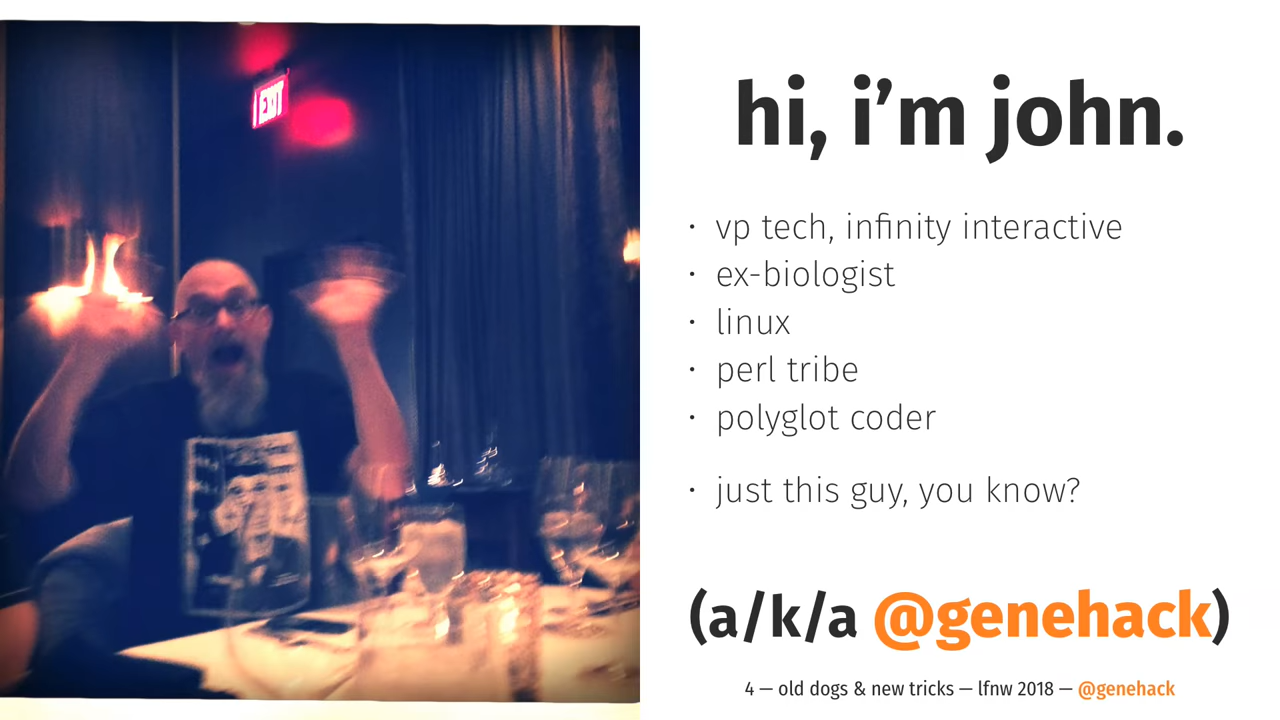 EXIT
hi, i’m john.
· vp tech, infinity interactive
· ex-biologist
· linux
· perl tribe
· polyglot coder
· just this guy, you know?
(a/k/a @genehack)
4 — old dogs & new tricks — lfnw 2018 — @genehack